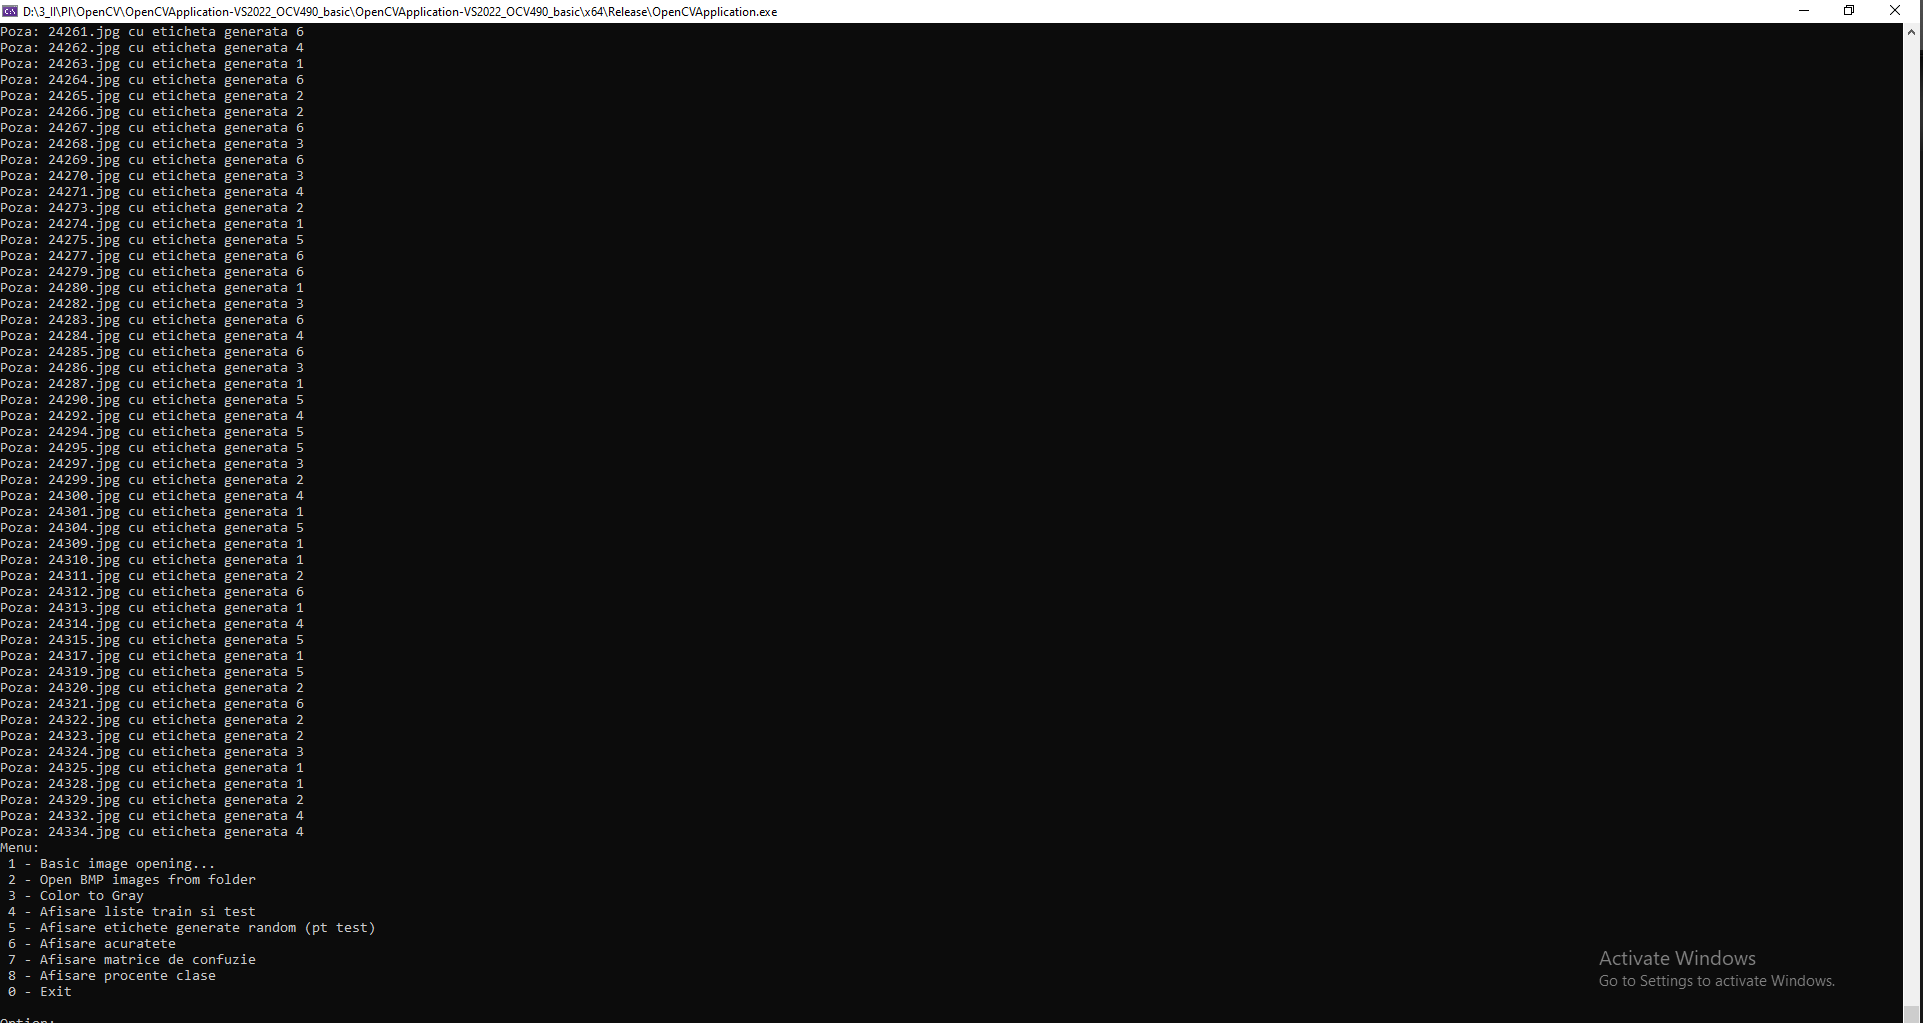 D:\3_II\PI\OpenCV\OpenCVApplication-VS2022_OCV490_basic\OpenCVApplication-VS2022_OCV490_basic\x64\Release\OpenCVApplication.exe
Poza: 24261.jpg cu eticheta generata 6
Poza: 24262.jpg cu eticheta generata 4
Poza: 24263.jpg cu eticheta generata 1
Poza: 24264.jpg cu eticheta generata 6
Poza: 24265.jpg cu eticheta generata 2
Poza: 24266.jpg cu eticheta generata 2
Poza: 24267.jpg cu eticheta generata 6
Poza: 24268.jpg cu eticheta generata 3
Poza: 24269.jpg cu eticheta generata 6
Poza: 24270.jpg cu eticheta generata 3
Poza: 24271.jpg cu eticheta generata 4
Poza: 24273.jpg cu eticheta generata 2
Poza: 24274.jpg cu eticheta generata 1
Poza: 24275.jpg cu eticheta generata 5
Poza: 24277.jpg cu eticheta generata 6
Poza: 24279.jpg cu eticheta generata 6
Poza: 24280.jpg cu eticheta generata 1
Poza: 24282.jpg cu eticheta generata 3
Poza: 24283.jpg cu eticheta generata 6
Poza: 24284.jpg cu eticheta generata 4
Poza: 24285.jpg cu eticheta generata 6
Poza: 24286.jpg cu eticheta generata 3
Poza: 24287.jpg cu eticheta generata 1
Poza: 24290.jpg cu eticheta generata 5
Poza: 24292.jpg cu eticheta generata 4
Poza: 24294.jpg cu eticheta generata 5
Poza: 24295.jpg cu eticheta generata 5
Poza: 24297.jpg cu eticheta generata 3
Poza: 24299.jpg cu eticheta generata 2
Poza: 24300.jpg cu eticheta generata 4
Poza: 24301.jpg cu eticheta generata 1
Poza: 24304.jpg cu eticheta generata 5
Poza: 24309.jpg cu eticheta generata 1
Poza: 24310.jpg cu eticheta generata 1
Poza: 24311.jpg cu eticheta generata 2
Poza: 24312.jpg cu eticheta generata 6
Poza: 24313.jpg cu eticheta generata 1
Poza: 24314.jpg cu eticheta generata 4
Poza: 24315.jpg cu eticheta generata 5
Poza: 24317.jpg cu eticheta generata 1
Poza: 24319.jpg cu eticheta generata 5
Poza: 24320.jpg cu eticheta generata 2
Poza: 24321.jpg cu eticheta generata 6
Poza: 24322.jpg cu eticheta generata 2
Poza: 24323.jpg cu eticheta generata 2
Poza: 24324.jpg cu eticheta generata 3
Poza: 24325.jpg cu eticheta generata 1
Poza: 24328.jpg cu eticheta generata 1
Poza: 24329.jpg cu eticheta generata 2
Poza: 24332.jpg cu eticheta generata 4
Poza: 24334.jpg cu eticheta generata 4
Menu:
1 - Basic image opening...
2 - Open BMP images from folder
3 - Color to Gray
4 - Afisare liste train si test
5 - Afisare etichete generate random (pt test)
6 - Afisare acuratete
7 - Afisare matrice de confuzie
8 - Afisare procente clase
0 - Exit
Option:
Activate Windows
Go to Settings to activate Windows.